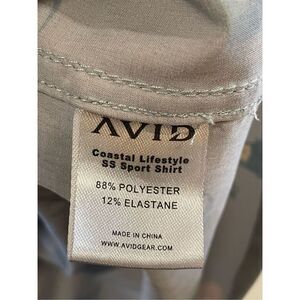 AVID
Coastal Lifestyle
SS Sport Shirt
88% POLYESTER
12% ELASTANE
MADE IN CHINA
WWW.AVIDGEAR.COM